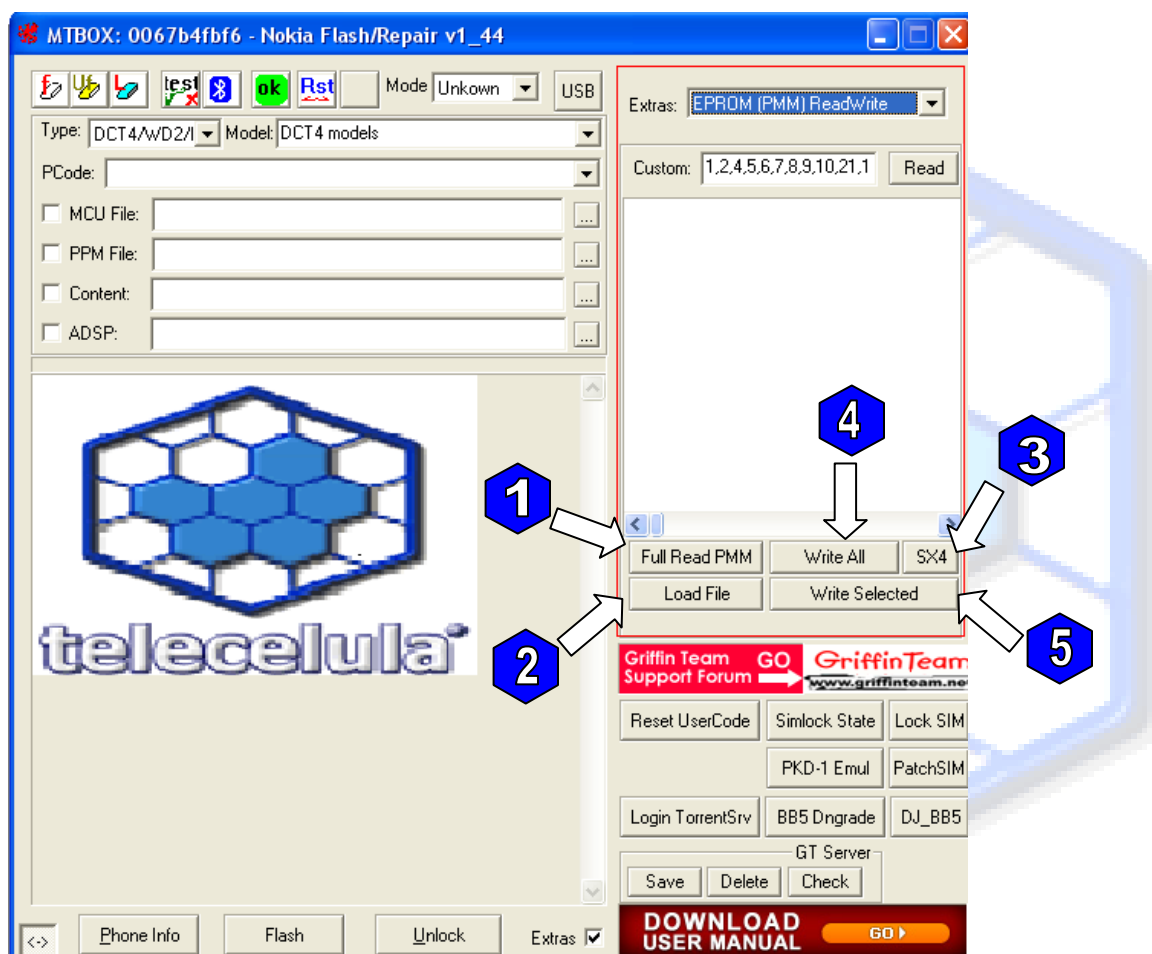 MTBOX: 0067b4fbf6 - Nokia Flash/Repair v1_44
test ok Rst Mode Unkown USB
Type: DCT4/WD2/I Model: DCT4 models
PCode:
MCU File: ...
PPM File: ...
Content: ...
ADSP: ...
telecelula
Phone Info Flash Unlock Extras
Extras: EPROM (PMM) ReadWrite
Custom: 1,2,4,5,6,7,8,9,10,21,1 Read
4
3
1
Full Read PMM Write All SX4
Load File Write Selected
2
5
Griffin Team GO GriffinTeam
Support Forum www.griffinteam.ne
Reset UserCode Simlock State Lock SIM
PKD-1 Emul PatchSIM
Login TorrentSrv BB5 Dngrade DJ_BB5
GT Server
Save Delete Check
DOWNLOAD
USER MANUAL GO